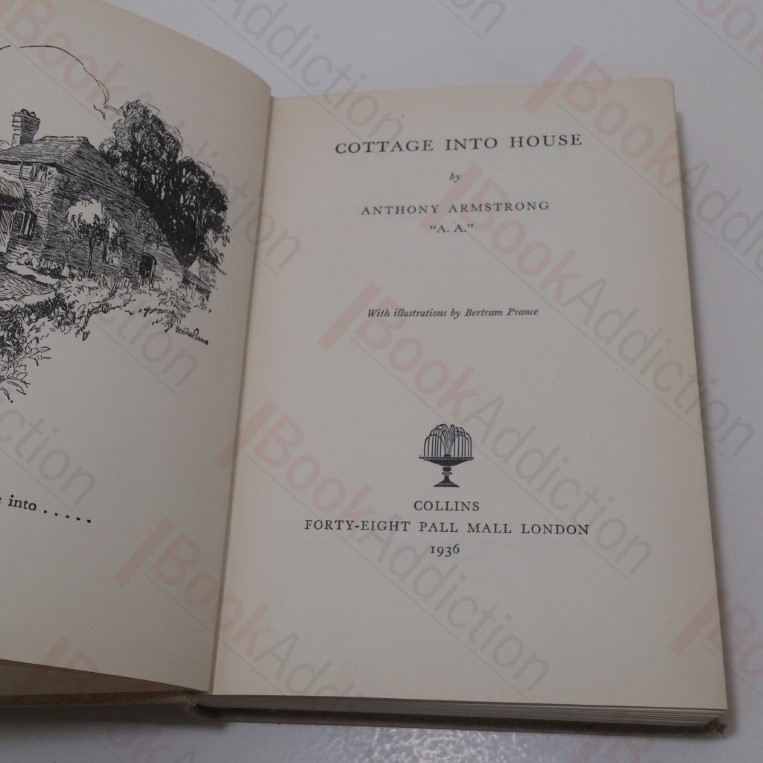 into . . . . .
COTTAGE INTO HOUSE
by
ANTHONY ARMSTRONG
"A. A."
With illustrations by Bertram Prance
COLLINS
FORTY-EIGHT PALL MALL LONDON
1936
BookAddiction